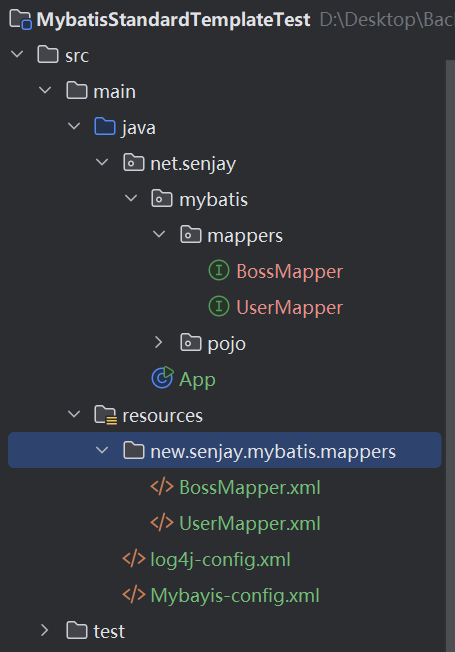 MybatisStandardTemplateTest D:\Desktop\Bac
src
main
java
net.senjay
mybatis
mappers
BossMapper
UserMapper
pojo
App
resources
new.senjay.mybatis.mappers
BossMapper.xml
UserMapper.xml
log4j-config.xml
Mybayis-config.xml
test